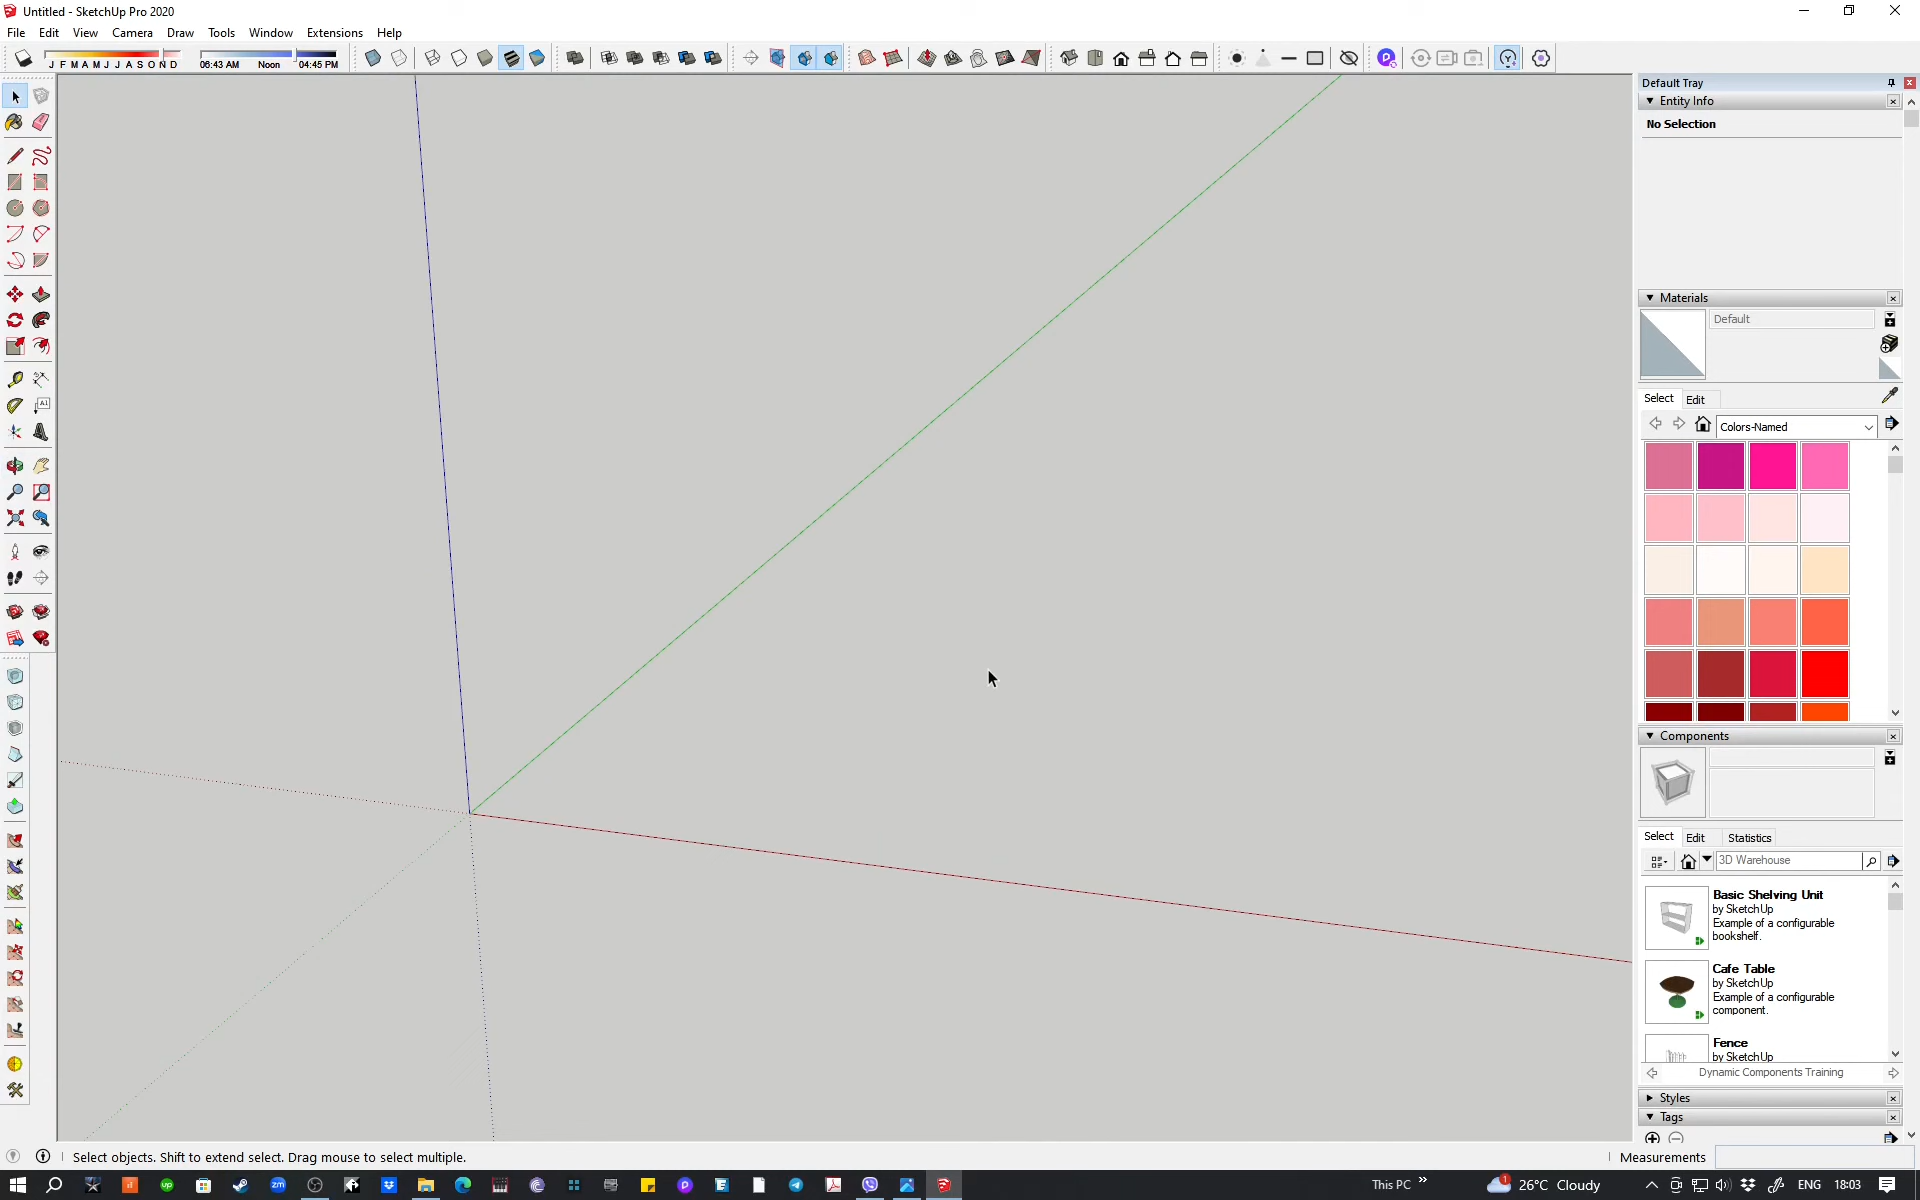 Untitled - SketchUp Pro 2020
File Edit View Camera Draw Tools Window Extensions Help
J F M A M J J A S O N D
06:43 AM Noon 04:45 PM
Default Tray
Entity Info
No Selection
Materials
Default
Select Edit
Colors-Named
Components
Select Edit Statistics
3D Warehouse
Basic Shelving Unit
by SketchUp
Example of a configurable
bookshelf.
Cafe Table
by SketchUp
Example of a configurable
component.
Fence
by SketchUp
Dynamic Components Training
Styles
Tags
Select objects. Shift to extend select. Drag mouse to select multiple.
Measurements
This PC
26°C Cloudy
ENG
18:03